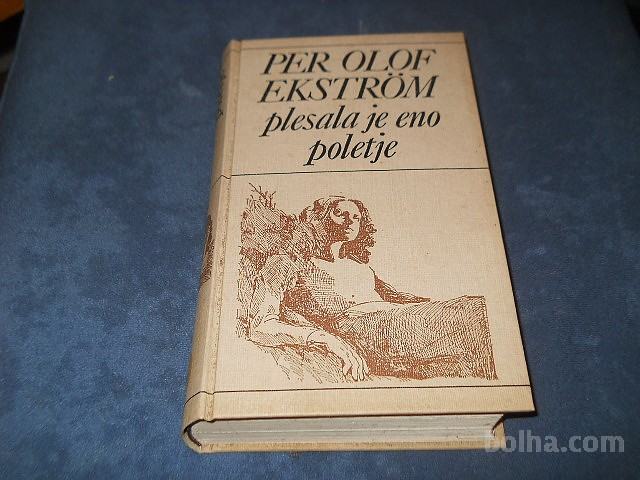 PER OLOF
EKSTRÖM
plesala je eno
poletje
bolha.com